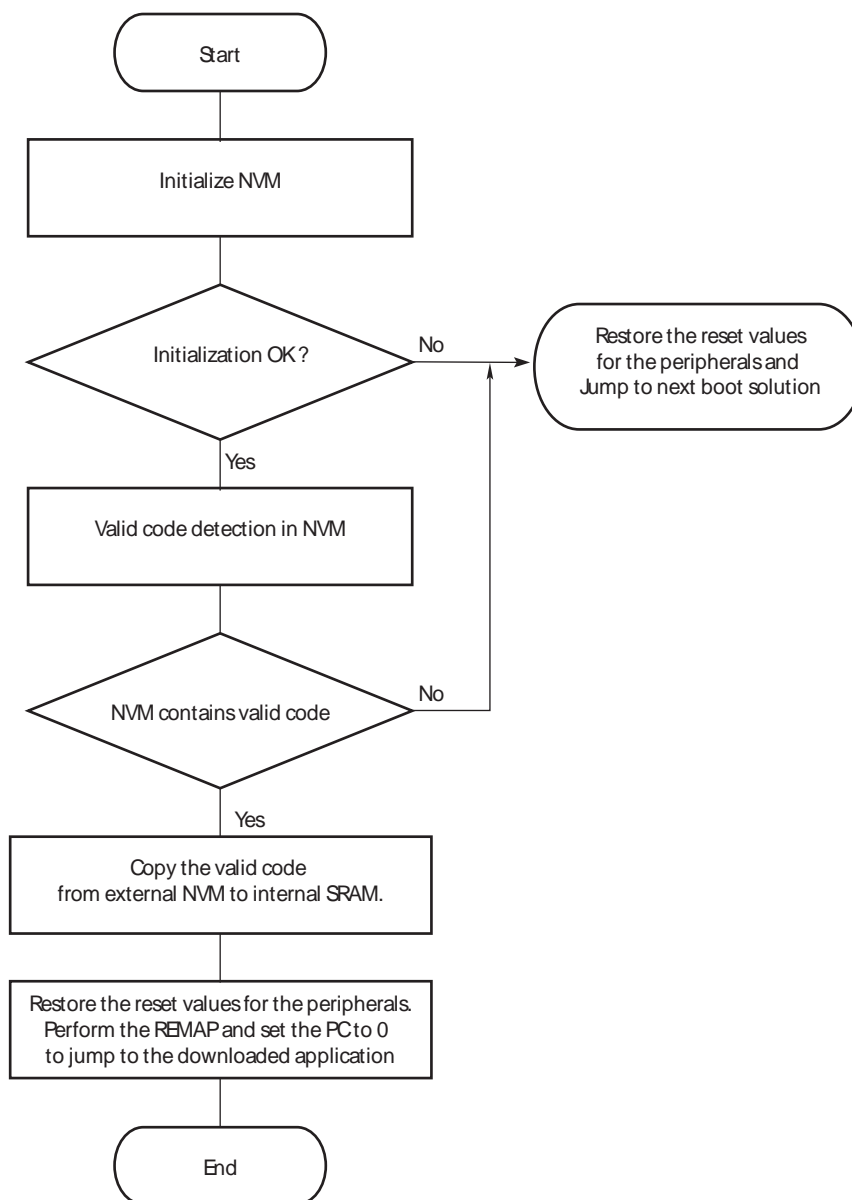 Start
Initialize NVM
Initialization OK ?
No
Restore the reset values
for the peripherals and
Jump to next boot solution
Yes
Valid code detection in NVM
NVM contains valid code
No
Yes
Copy the valid code
from external NVM to internal SRAM.
Restore the reset values for the peripherals.
Perform the REMAP and set the PC to 0
to jump to the downloaded application
End